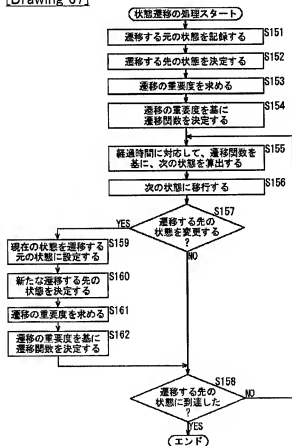 [Drawing 67]
状態遷移の処理スタート
S151
遷移する元の状態を記録する
S152
遷移する先の状態を決定する
S153
遷移の重要度を求める
S154
遷移の重要度を基に
遷移関数を決定する
S155
経過時間に対応して、遷移関数を
基に、次の状態を算出する
S156
次の状態に移行する
S157
遷移する先の
状態を変更する
?
YES
NO
S159
現在の状態を遷移する
元の状態に設定する
S160
新たな遷移する先の
状態を決定する
S161
遷移の重要度を求める
S162
遷移の重要度を基に
遷移関数を決定する
S158
遷移する先の
状態に到達した
?
NO
YES
エンド